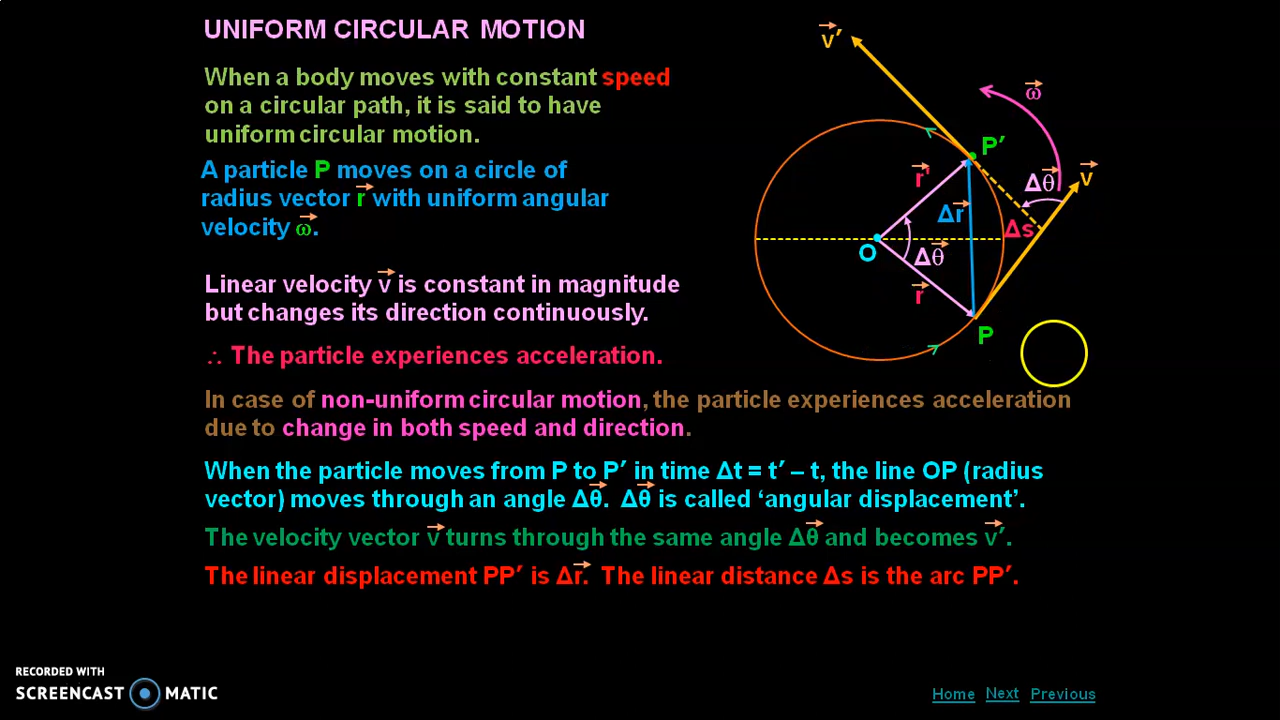 UNIFORM CIRCULAR MOTION
When a body moves with constant speed
on a circular path, it is said to have
uniform circular motion.
A particle P moves on a circle of
radius vector r⃗ with uniform angular
velocity ω⃗.
Linear velocity v⃗ is constant in magnitude
but changes its direction continuously.
∴ The particle experiences acceleration.
In case of non-uniform circular motion, the particle experiences acceleration
due to change in both speed and direction.
When the particle moves from P to P′ in time Δt = t′ – t, the line OP (radius
vector) moves through an angle Δθ⃗. Δθ⃗ is called ‘angular displacement’.
The velocity vector v⃗ turns through the same angle Δθ⃗ and becomes v⃗′.
The linear displacement PP′ is Δr⃗. The linear distance Δs is the arc PP′.
v⃗′
ω⃗
P′
v⃗
Δθ⃗
r⃗'
Δr⃗
Δs
O
Δθ⃗
r⃗
P
RECORDED WITH
SCREENCAST MATIC
Home Next Previous